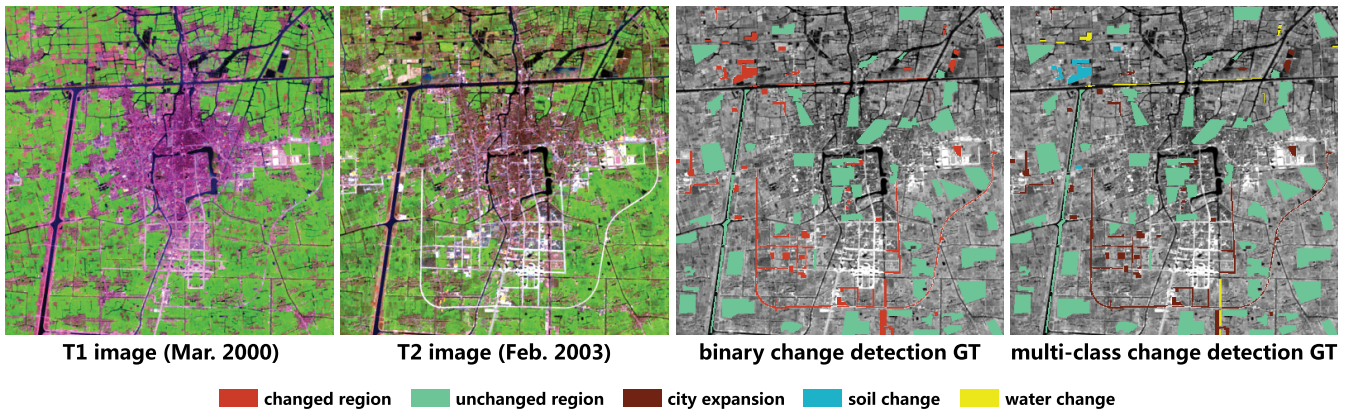 T1 image (Mar. 2000) T2 image (Feb. 2003) binary change detection GT multi-class change detection GT
changed region unchanged region city expansion soil change water change